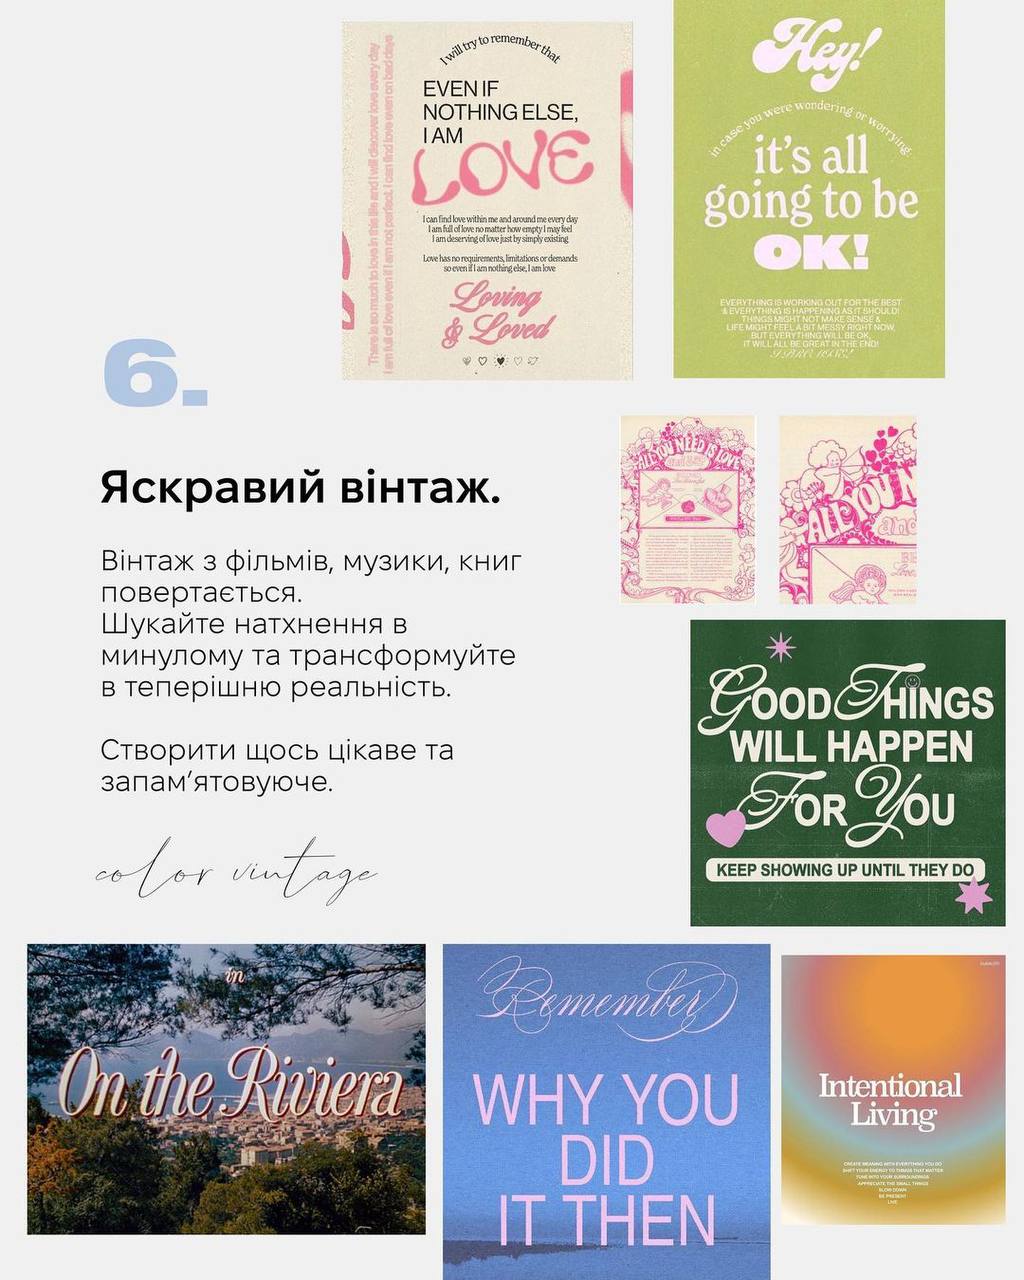 I will try to remember that
EVEN IF
NOTHING ELSE,
I AM
LOVE
I can find love within me and around me every day
I am full of love no matter how empty I may feel
I am deserving of love just by simply existing
Love has no requirements, limitations or demands
so even if I am nothing else, I am love
Loving
& Loved
There is so much to love in this life and I will discover love every day
I am full of love even if I am not perfect. I can find love even on bad days
Hey!
in case you were wondering or worrying:
it's all
going to be
OK!
EVERYTHING IS WORKING OUT FOR THE BEST
& EVERYTHING IS HAPPENING AS IT SHOULD!
THINGS MIGHT NOT MAKE SENSE &
LIFE MIGHT FEEL A BIT MESSY RIGHT NOW,
BUT EVERYTHING WILL BE OK,
IT WILL ALL BE GREAT IN THE END!
I PROMISE!
6.
Яскравий вінтаж.
Вінтаж з фільмів, музики, книг
повертається.
Шукайте натхнення в
минулому та трансформуйте
в теперішню реальність.
Створити щось цікаве та
запам'ятовуюче.
color vintage
ALL YOU NEED IS LOVE
ALL YOU N
and
GOOD THINGS
WILL HAPPEN
FOR YOU
KEEP SHOWING UP UNTIL THEY DO
in
On the Riviera
Remember
WHY YOU
DID
IT THEN
Intentional
Living
CREATE MEANING WITH EVERYTHING YOU DO
SHIFT YOUR ENERGY TO THINGS THAT MATTER
TUNE INTO YOUR SURROUNDINGS
APPRECIATE THE SMALL THINGS
SLOW DOWN
BE PRESENT
LIVE